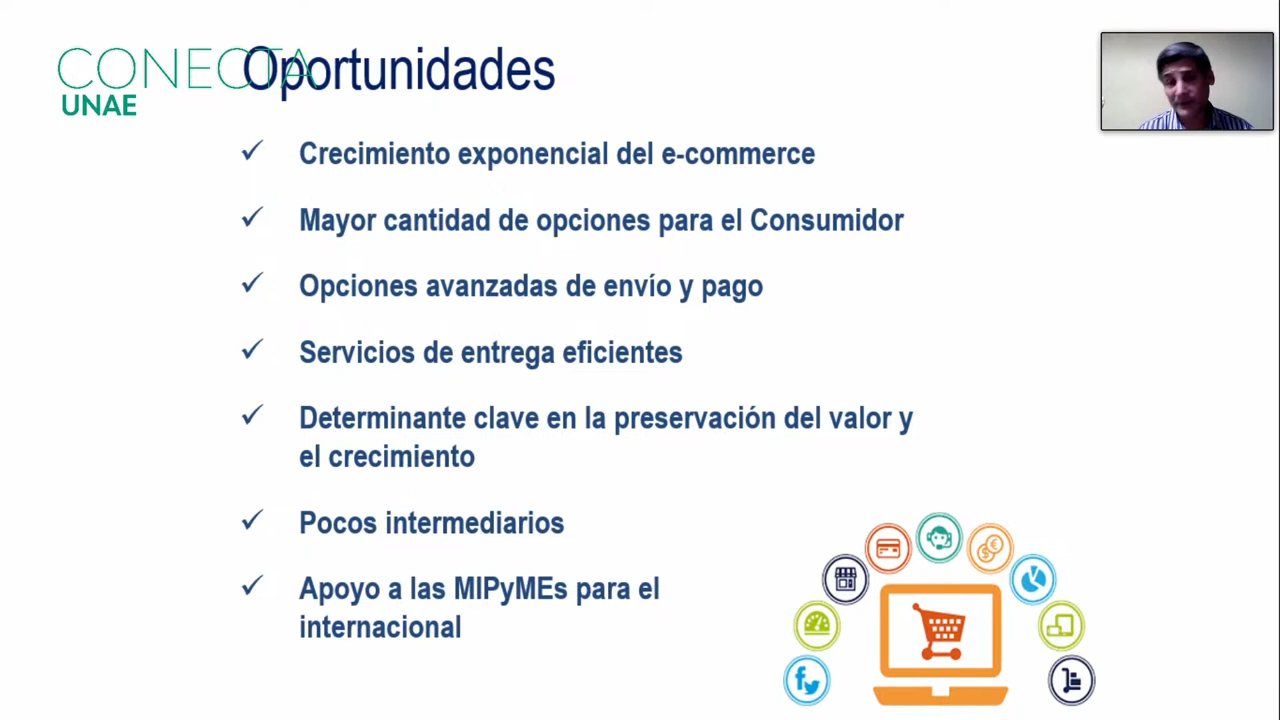 CONECTA
UNAE
Oportunidades
✓ Crecimiento exponencial del e-commerce
✓ Mayor cantidad de opciones para el Consumidor
✓ Opciones avanzadas de envío y pago
✓ Servicios de entrega eficientes
✓ Determinante clave en la preservación del valor y
el crecimiento
✓ Pocos intermediarios
✓ Apoyo a las MIPyMEs para el
internacional